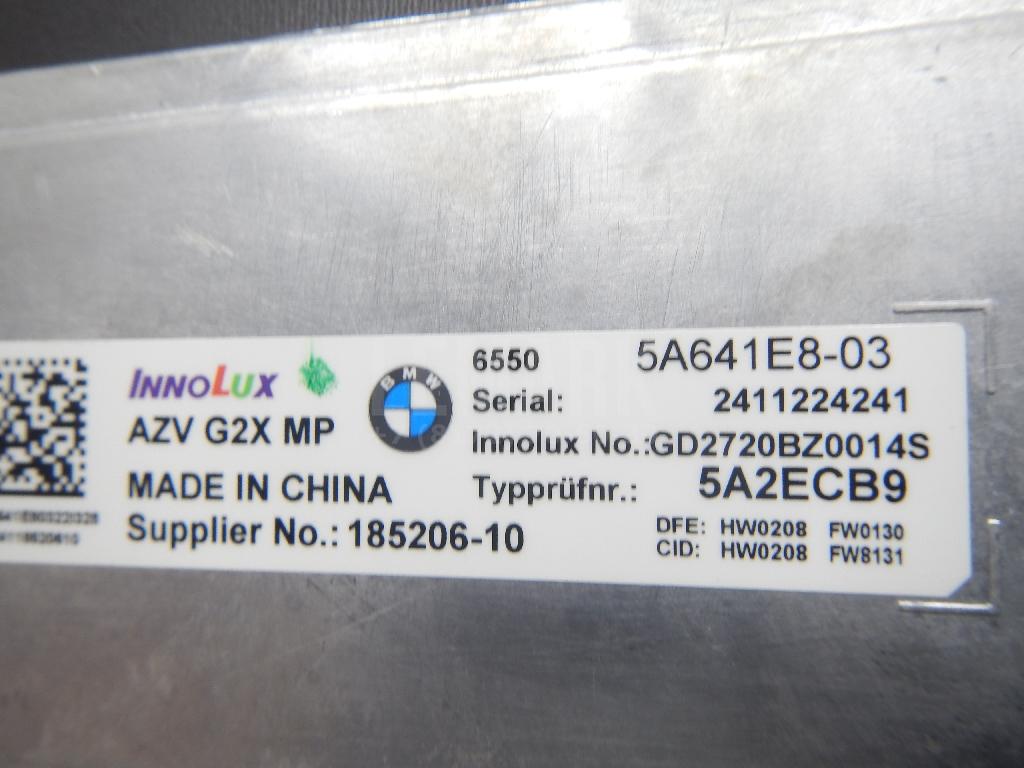 INNOLUX
AZV G2X MP
MADE IN CHINA
Supplier No.: 185206-10
BMW
6550 5A641E8-03
Serial: 2411224241
Innolux No.:GD2720BZ0014S
Typprüfnr.: 5A2ECB9
DFE: HW0208 FW0130
CID: HW0208 FW8131